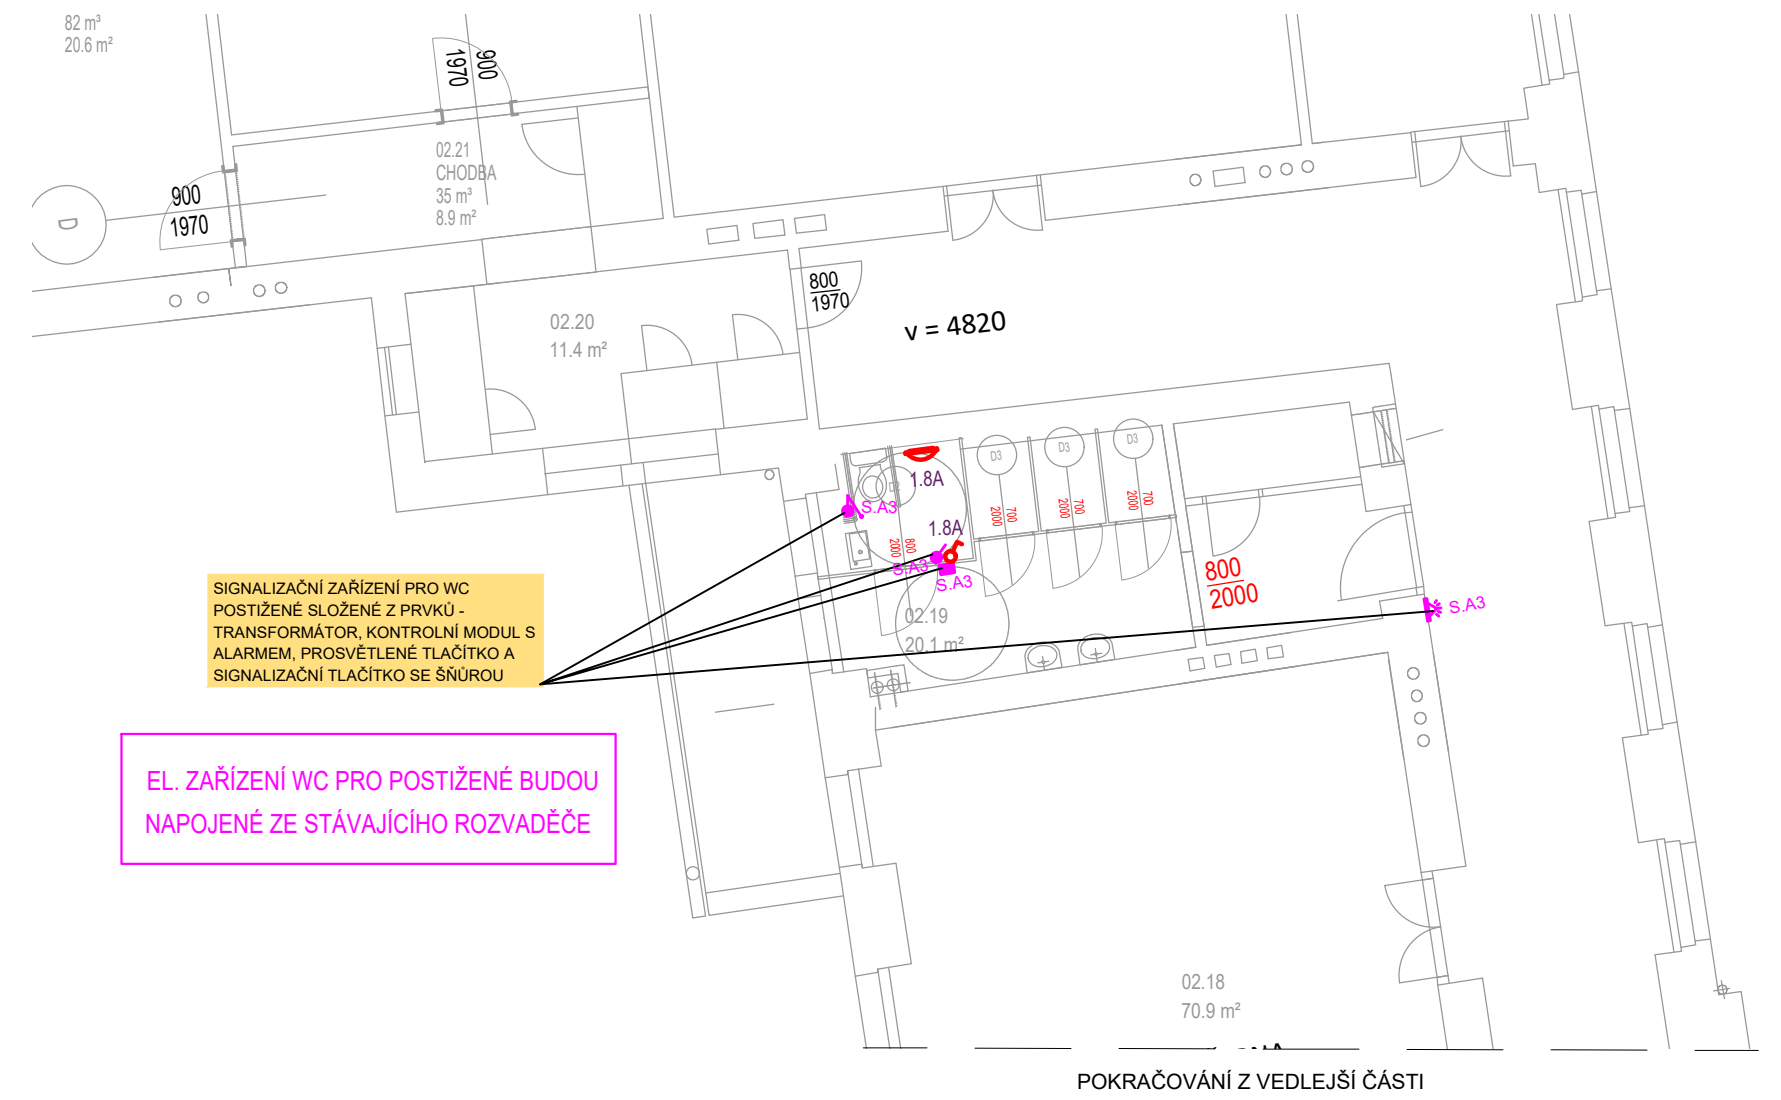 82 m³
20.6 m²
900
1970
900
1970
02.21
CHODBA
35 m³
8.9 m²
02.20
11.4 m²
800
1970
v = 4820
D3
D3
D3
1.8A
S.A3
1.8A
700
2000
700
2000
700
2000
800
2000
S.A3
S.A3
800
2000
S.A3
02.19
20.1 m²
SIGNALIZAČNÍ ZAŘÍZENÍ PRO WC
POSTIŽENÉ SLOŽENÉ Z PRVKŮ -
TRANSFORMÁTOR, KONTROLNÍ MODUL S
ALARMEM, PROSVĚTLENÉ TLAČÍTKO A
SIGNALIZAČNÍ TLAČÍTKO SE ŠŇŮROU
EL. ZAŘÍZENÍ WC PRO POSTIŽENÉ BUDOU
NAPOJENÉ ZE STÁVAJÍCÍHO ROZVADĚČE
02.18
70.9 m²
POKRAČOVÁNÍ Z VEDLEJŠÍ ČÁSTI